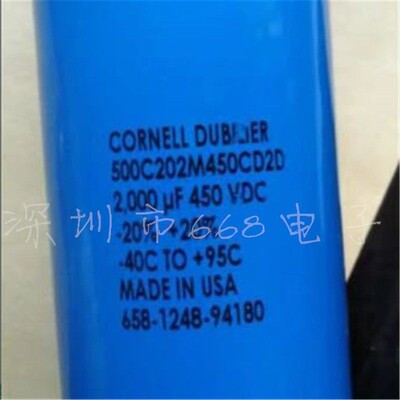 CORNELL DUBILIER
500C202M450CD2D
2,000 µF 450 VDC
深圳市668电子
-20% +20%
-40C TO +95C
MADE IN USA
658-1248-94180